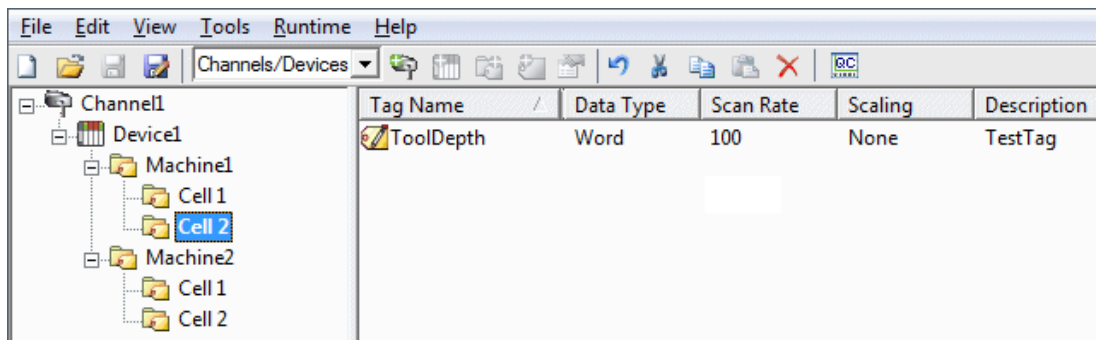 File Edit View Tools Runtime Help
Channels/Devices QC
Channel1
Device1
Machine1
Cell 1
Cell 2
Machine2
Cell 1
Cell 2
Tag Name Data Type Scan Rate Scaling Description
ToolDepth Word 100 None TestTag